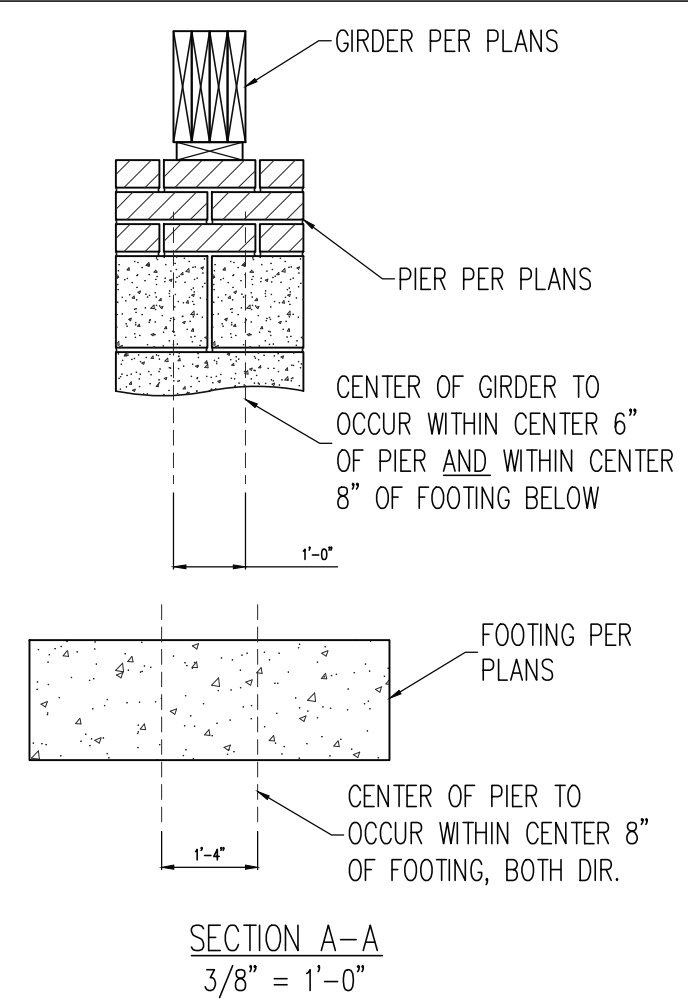 GIRDER PER PLANS
PIER PER PLANS
CENTER OF GIRDER TO
OCCUR WITHIN CENTER 6”
OF PIER AND WITHIN CENTER
8” OF FOOTING BELOW
1’-0”
FOOTING PER
PLANS
CENTER OF PIER TO
OCCUR WITHIN CENTER 8”
OF FOOTING, BOTH DIR.
1’-4”
SECTION A-A
3/8” = 1’-0”